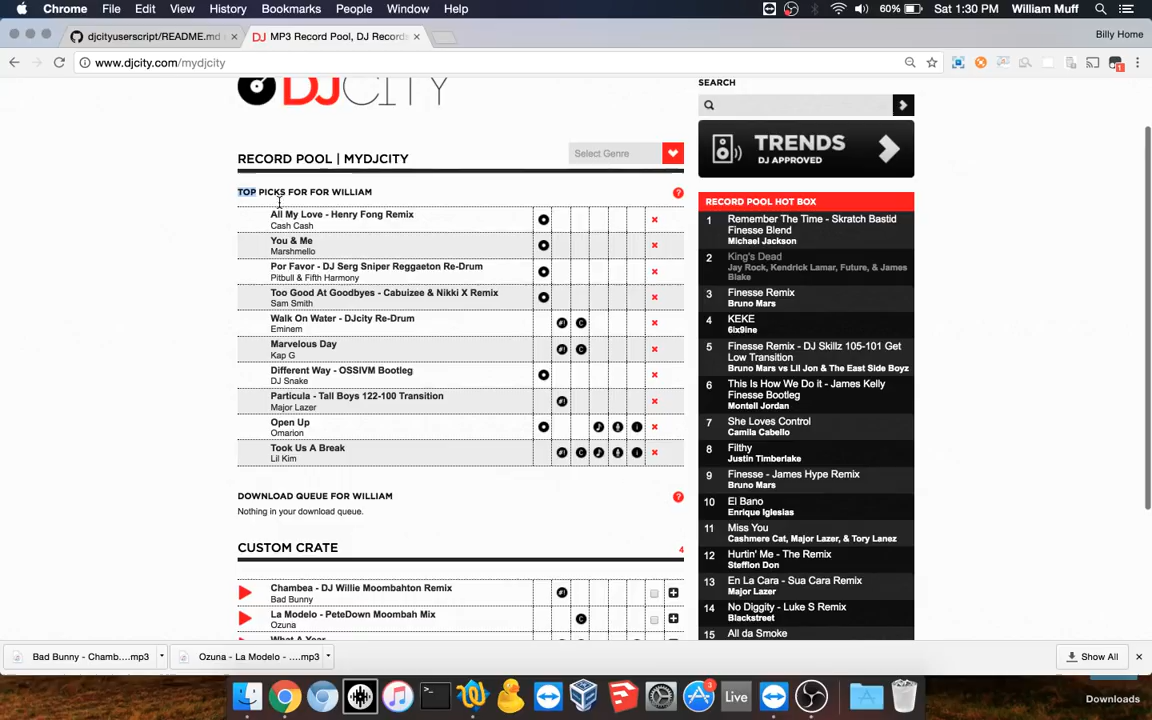 Chrome File Edit View History Bookmarks People Window Help 60% Sat 1:30 PM William Muff
djcityuserscript/README.md × DJ MP3 Record Pool, DJ Records × Billy Home
www.djcity.com/mydjcity
DJCITY
SEARCH
RECORD POOL | MYDJCITY
Select Genre
TRENDS
DJ APPROVED
TOP PICKS FOR FOR WILLIAM ?
All My Love - Henry Fong Remix
Cash Cash
You & Me
Marshmello
Por Favor - DJ Serg Sniper Reggaeton Re-Drum
Pitbull & Fifth Harmony
Too Good At Goodbyes - Cabuizee & Nikki X Remix
Sam Smith
Walk On Water - DJcity Re-Drum
Eminem
Marvelous Day
Kap G
Different Way - OSSIVM Bootleg
DJ Snake
Particula - Tall Boys 122-100 Transition
Major Lazer
Open Up
Omarion
Took Us A Break
Lil Kim
DOWNLOAD QUEUE FOR WILLIAM ?
Nothing in your download queue.
CUSTOM CRATE 4
Chambea - DJ Willie Moombahton Remix
Bad Bunny
La Modelo - PeteDown Moombah Mix
Ozuna
What A Year
RECORD POOL HOT BOX
1 Remember The Time - Skratch Bastid
Finesse Blend
Michael Jackson
2 King's Dead
Jay Rock, Kendrick Lamar, Future, & James
Blake
3 Finesse Remix
Bruno Mars
4 KEKE
6ix9ine
5 Finesse Remix - DJ Skillz 105-101 Get
Low Transition
Bruno Mars vs Lil Jon & The East Side Boyz
6 This Is How We Do it - James Kelly
Finesse Bootleg
Montell Jordan
7 She Loves Control
Camila Cabello
8 Filthy
Justin Timberlake
9 Finesse - James Hype Remix
Bruno Mars
10 El Bano
Enrique Iglesias
11 Miss You
Cashmere Cat, Major Lazer, & Tory Lanez
12 Hurtin' Me - The Remix
Stefflon Don
13 En La Cara - Sua Cara Remix
Major Lazer
14 No Diggity - Luke S Remix
Blackstreet
15 All da Smoke
Bad Bunny - Chamb....mp3 Ozuna - La Modelo - ....mp3 Show All ×
3 Live
Downloads